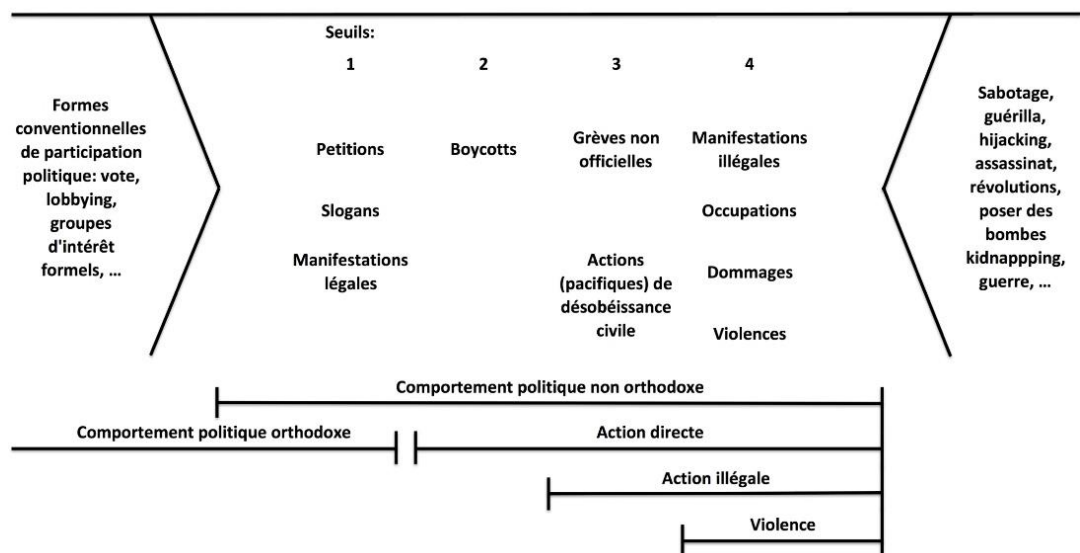 Seuils:
1 2 3 4
Formes
conventionnelles
de participation
politique: vote,
lobbying,
groupes
d'intérêt
formels, ...
Petitions
Slogans
Manifestations
légales
Boycotts
Grèves non
officielles
Actions
(pacifiques) de
désobéissance
civile
Manifestations
illégales
Occupations
Dommages
Violences
Sabotage,
guérilla,
hijacking,
assassinat,
révolutions,
poser des
bombes
kidnappping,
guerre, ...
Comportement politique non orthodoxe
Comportement politique orthodoxe
Action directe
Action illégale
Violence